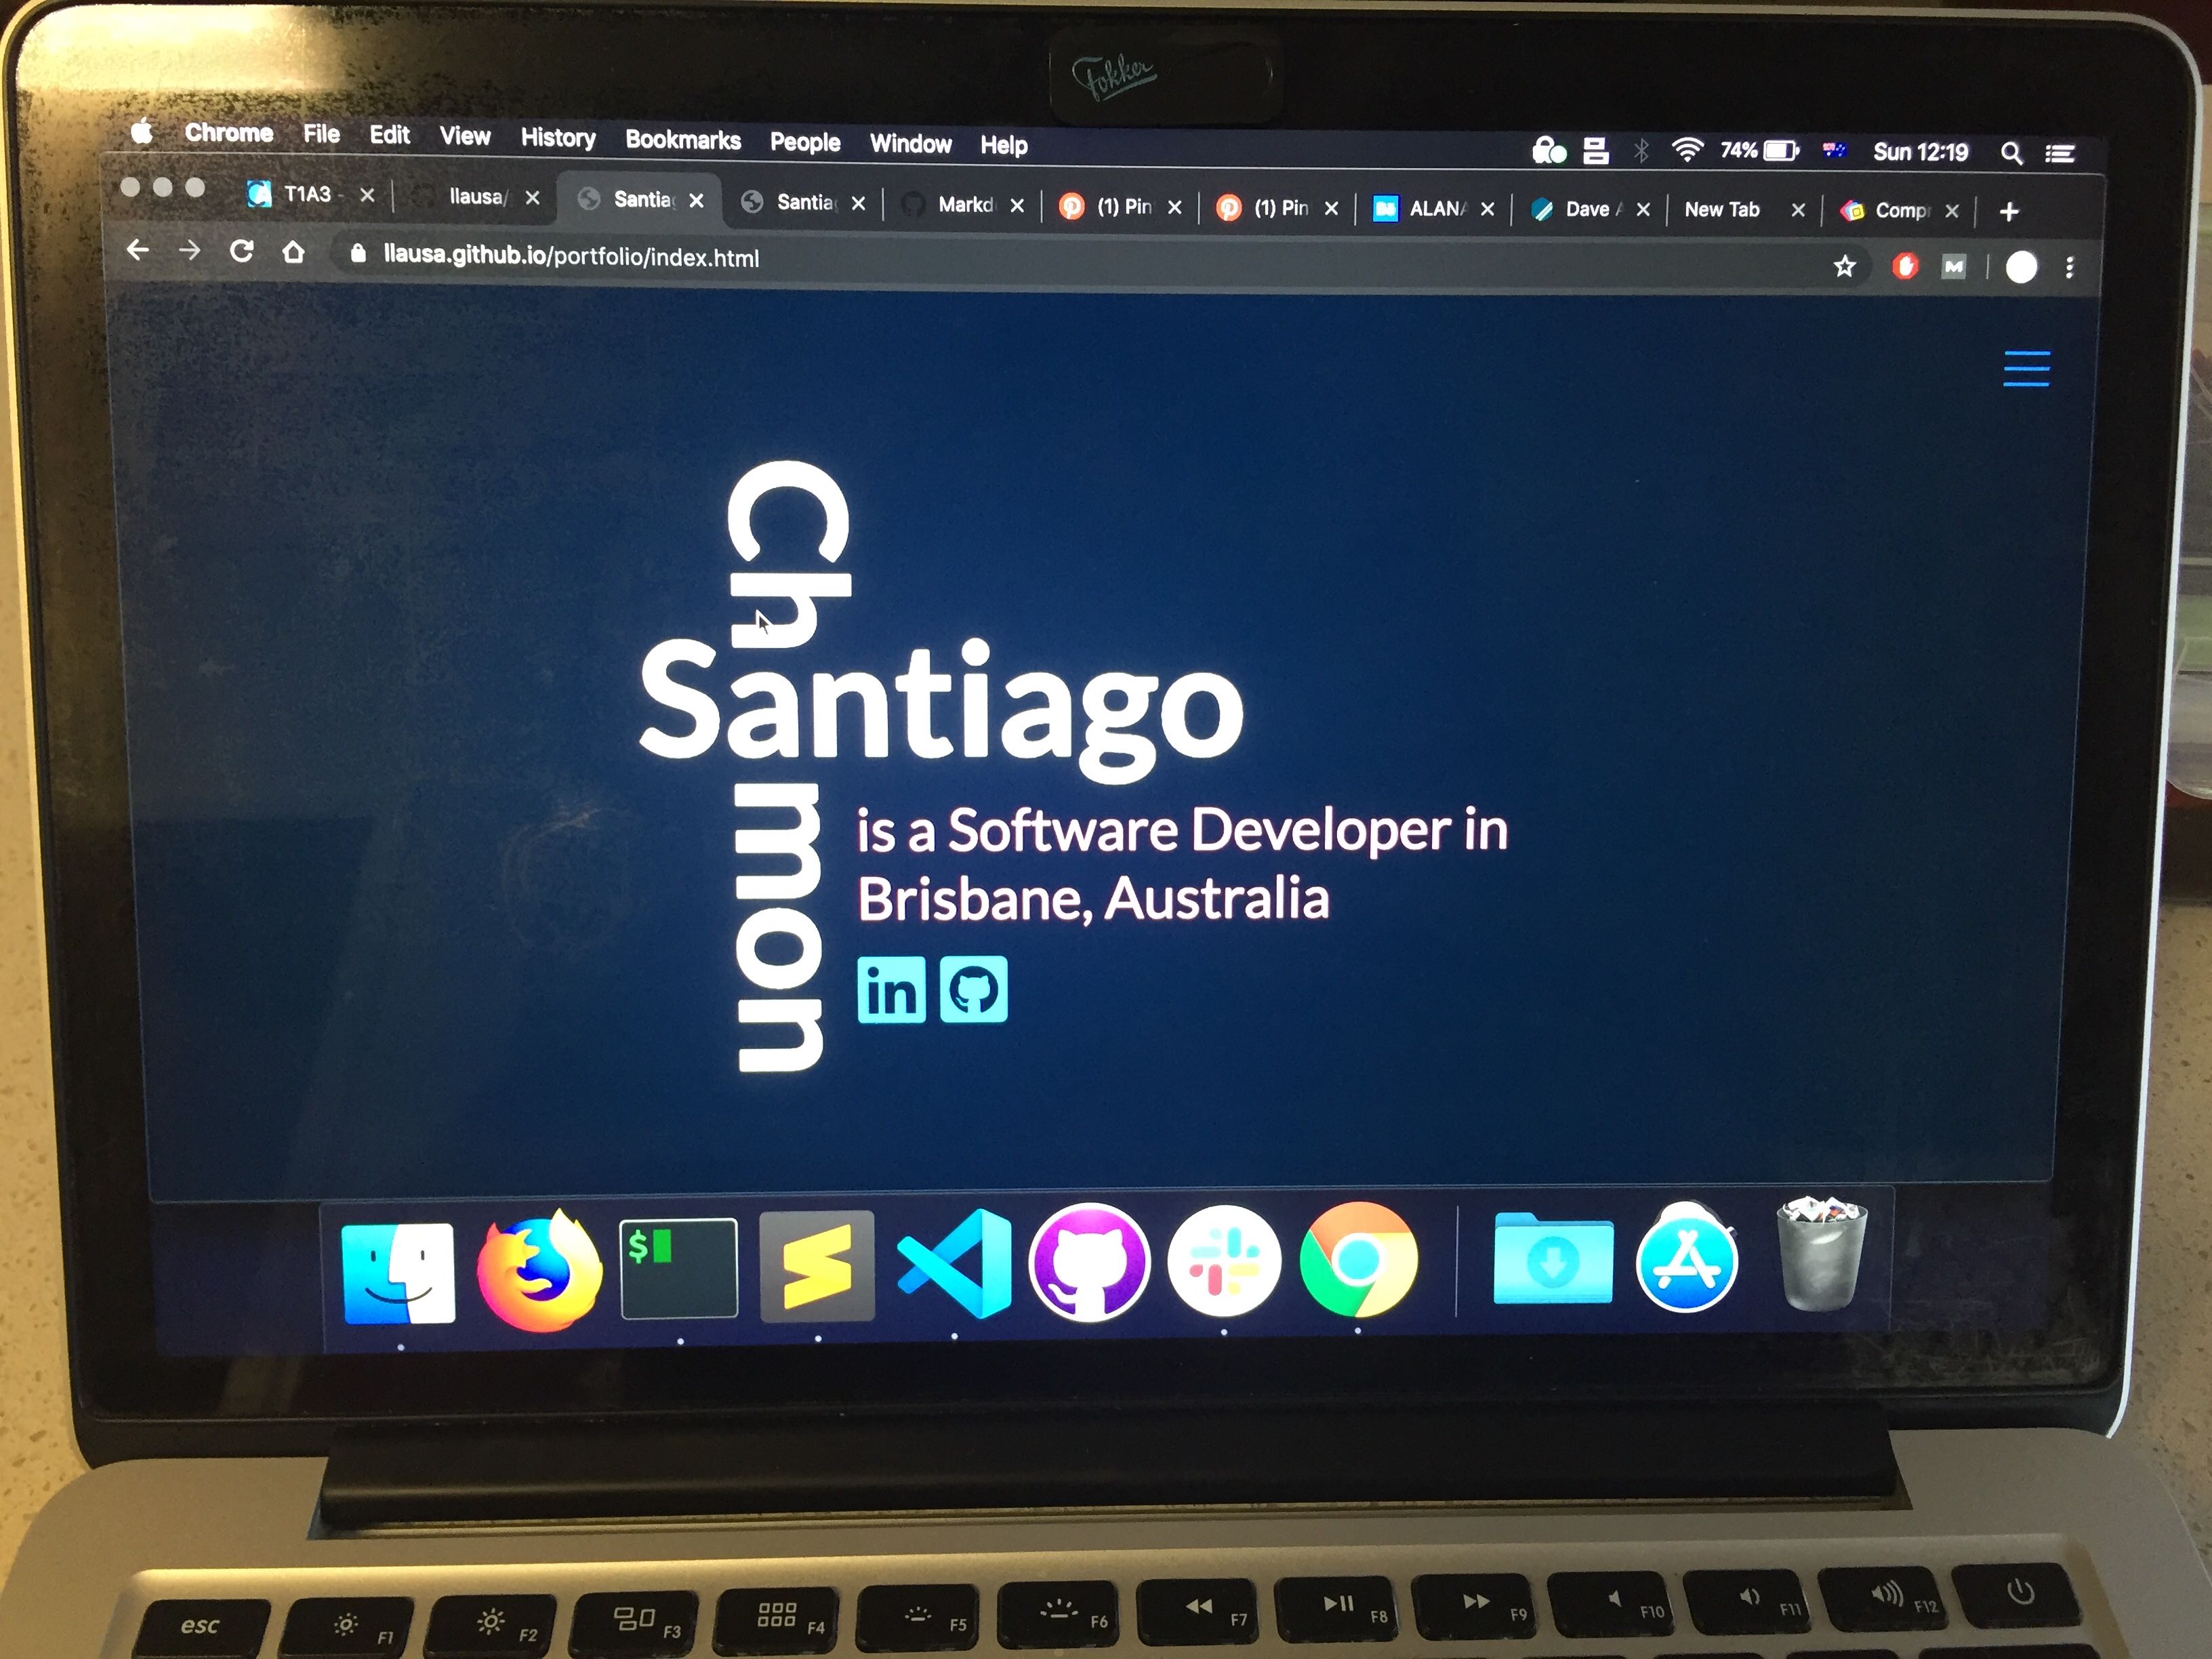 Fokker
Chrome File Edit View History Bookmarks People Window Help 74% Sun 12:19
T1A3 - llausa/ Santia Santia Markd (1) Pin (1) Pin ALAN Dave New Tab Comp
llausa.github.io/portfolio/index.html
Chamon
Santiago
is a Software Developer in
Brisbane, Australia
in
$
esc F1 F2 F3 F4 F5 F6 F7 F8 F9 F10 F11 F12